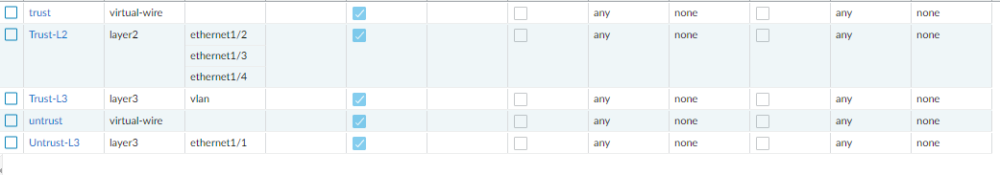 trust virtual-wire any none any none
Trust-L2 layer2 ethernet1/2 any none any none
ethernet1/3
ethernet1/4
Trust-L3 layer3 vlan any none any none
untrust virtual-wire any none any none
Untrust-L3 layer3 ethernet1/1 any none any none